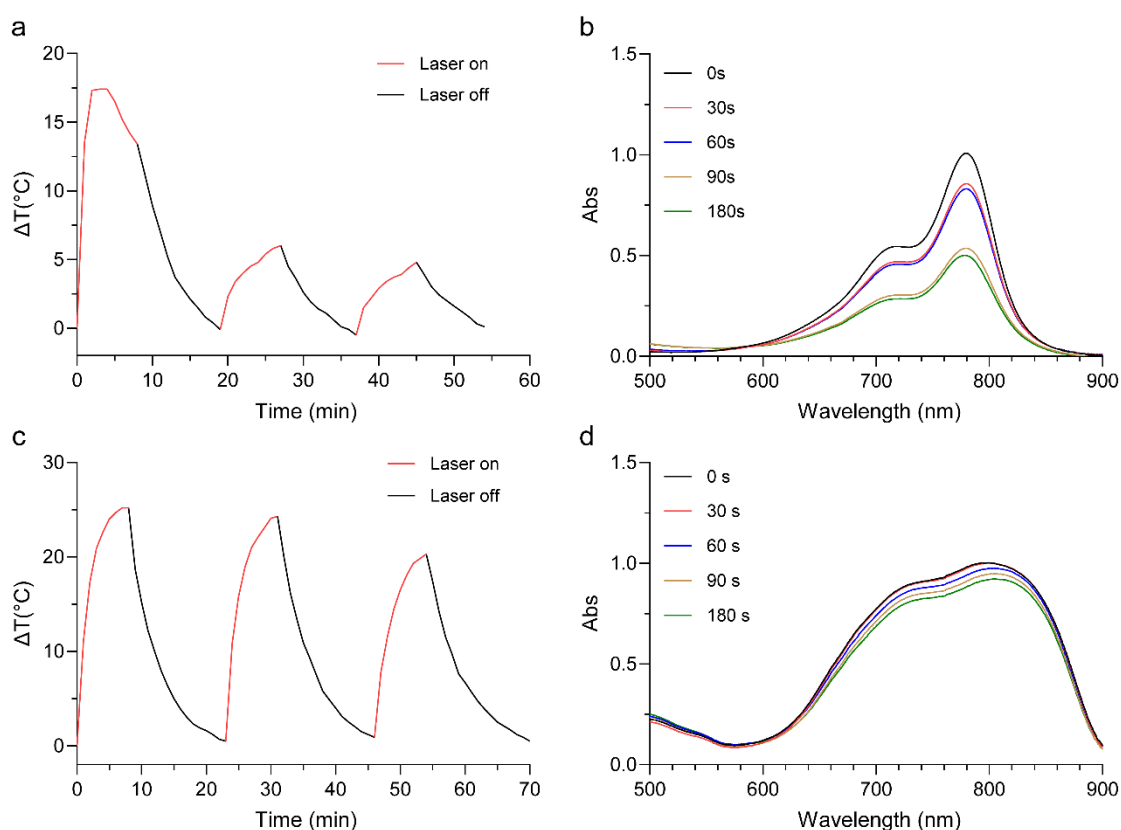 a
20
15
10
5
0
ΔT(°C)
0 10 20 30 40 50 60
Time (min)
Laser on
Laser off
b
1.5
1.0
0.5
0.0
Abs
500 600 700 800 900
Wavelength (nm)
0s
30s
60s
90s
180s
c
30
20
10
0
ΔT(°C)
0 10 20 30 40 50 60 70
Time (min)
Laser on
Laser off
d
1.5
1.0
0.5
0.0
Abs
500 600 700 800 900
Wavelength (nm)
0 s
30 s
60 s
90 s
180 s